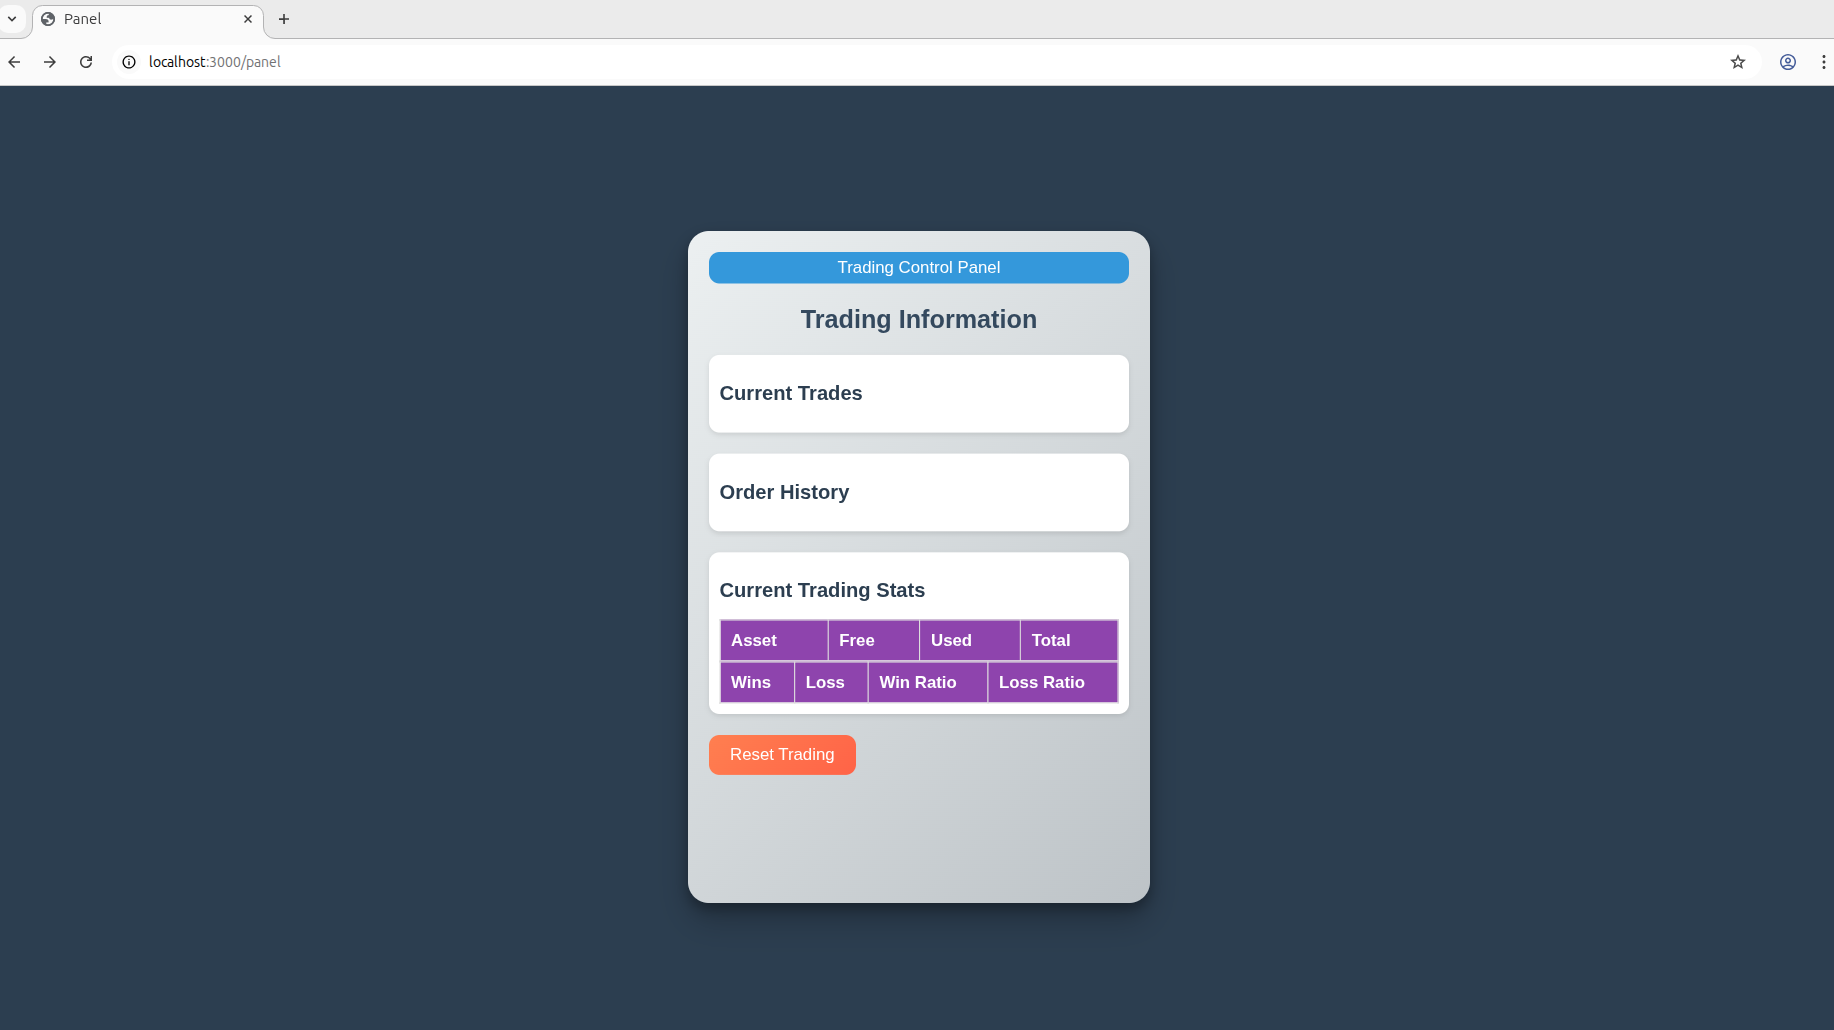 Panel
localhost:3000/panel
Trading Control Panel
Trading Information
Current Trades
Order History
Current Trading Stats
Asset Free Used Total
Wins Loss Win Ratio Loss Ratio
Reset Trading